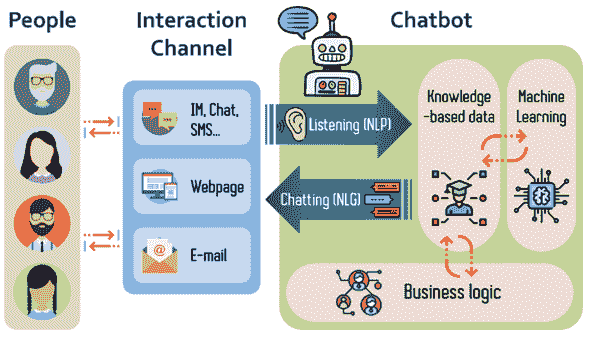 People
Interaction
Channel
Chatbot
IM, Chat,
SMS...
Webpage
@
E-mail
Listening (NLP)
Chatting (NLG)
Knowledge
-based data
Machine
Learning
Business logic